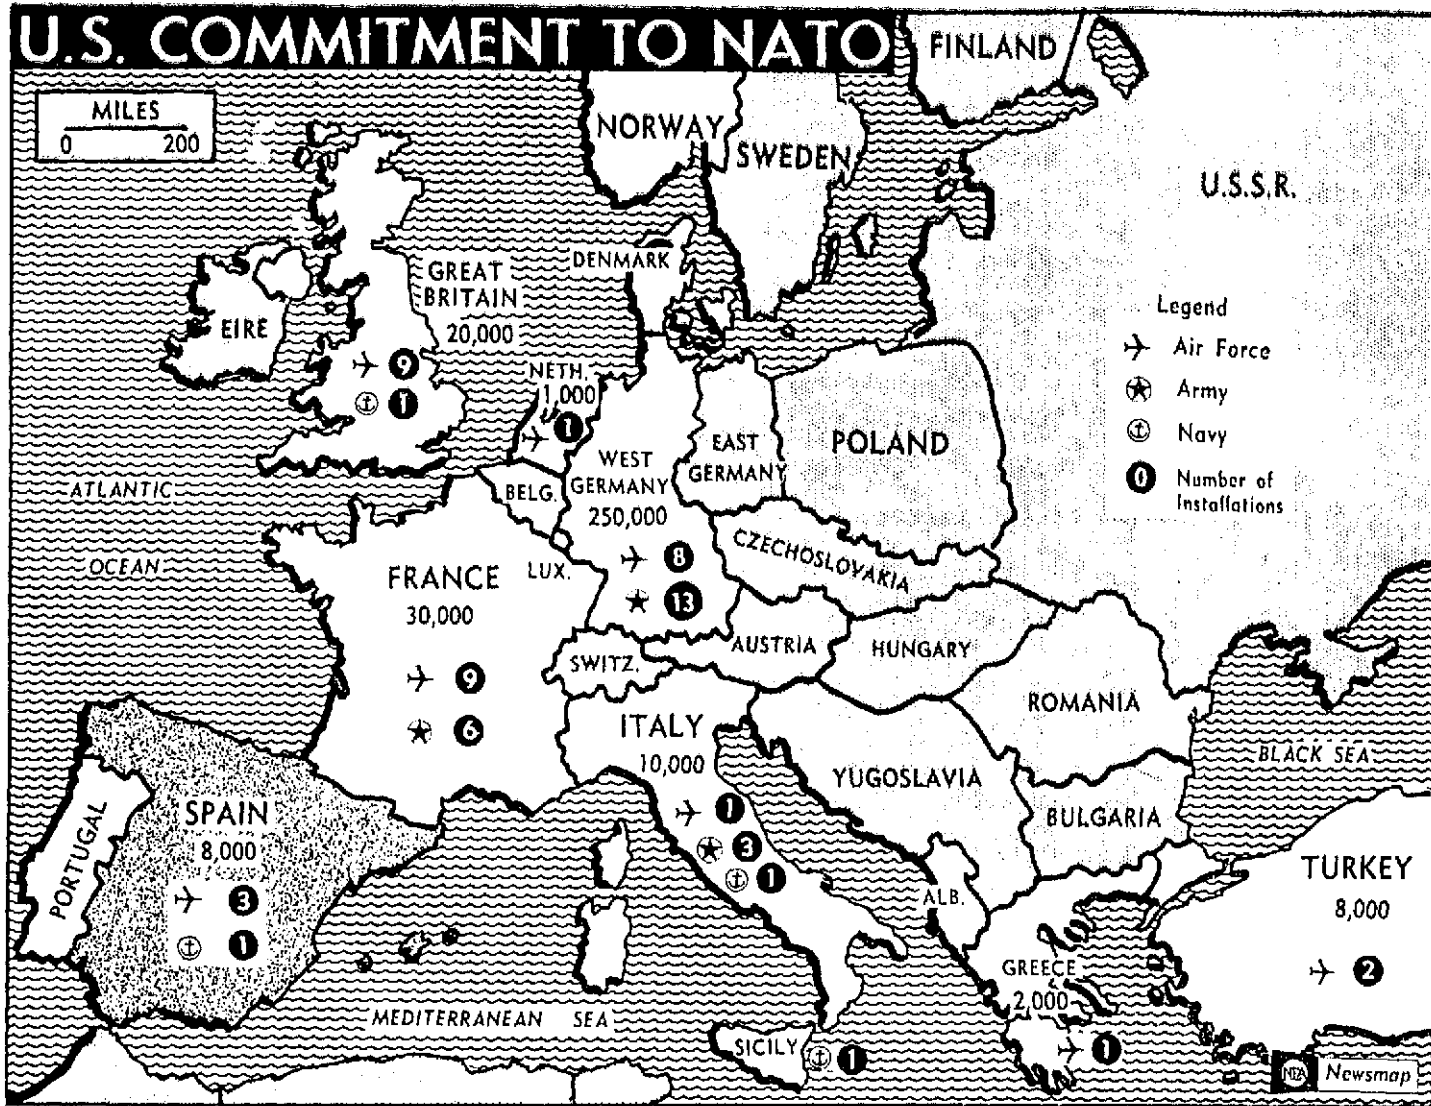 U.S. COMMITMENT TO NATO
MILES
0 200
FINLAND
NORWAY
SWEDEN
U.S.S.R.
DENMARK
GREAT
BRITAIN
20,000
9
1
EIRE
NETH.
1,000
1
Legend
Air Force
Army
Navy
0 Number of
Installations
ATLANTIC
OCEAN
BELG.
WEST
GERMANY
250,000
8
13
EAST
GERMANY
POLAND
CZECHOSLOVAKIA
LUX.
FRANCE
30,000
9
6
SWITZ.
AUSTRIA
HUNGARY
ROMANIA
BLACK SEA
ITALY
10,000
1
3
1
YUGOSLAVIA
BULGARIA
PORTUGAL
SPAIN
8,000
3
1
ALB.
TURKEY
8,000
2
GREECE
2,000
1
MEDITERRANEAN SEA
SICILY
1
NEA Newsmap